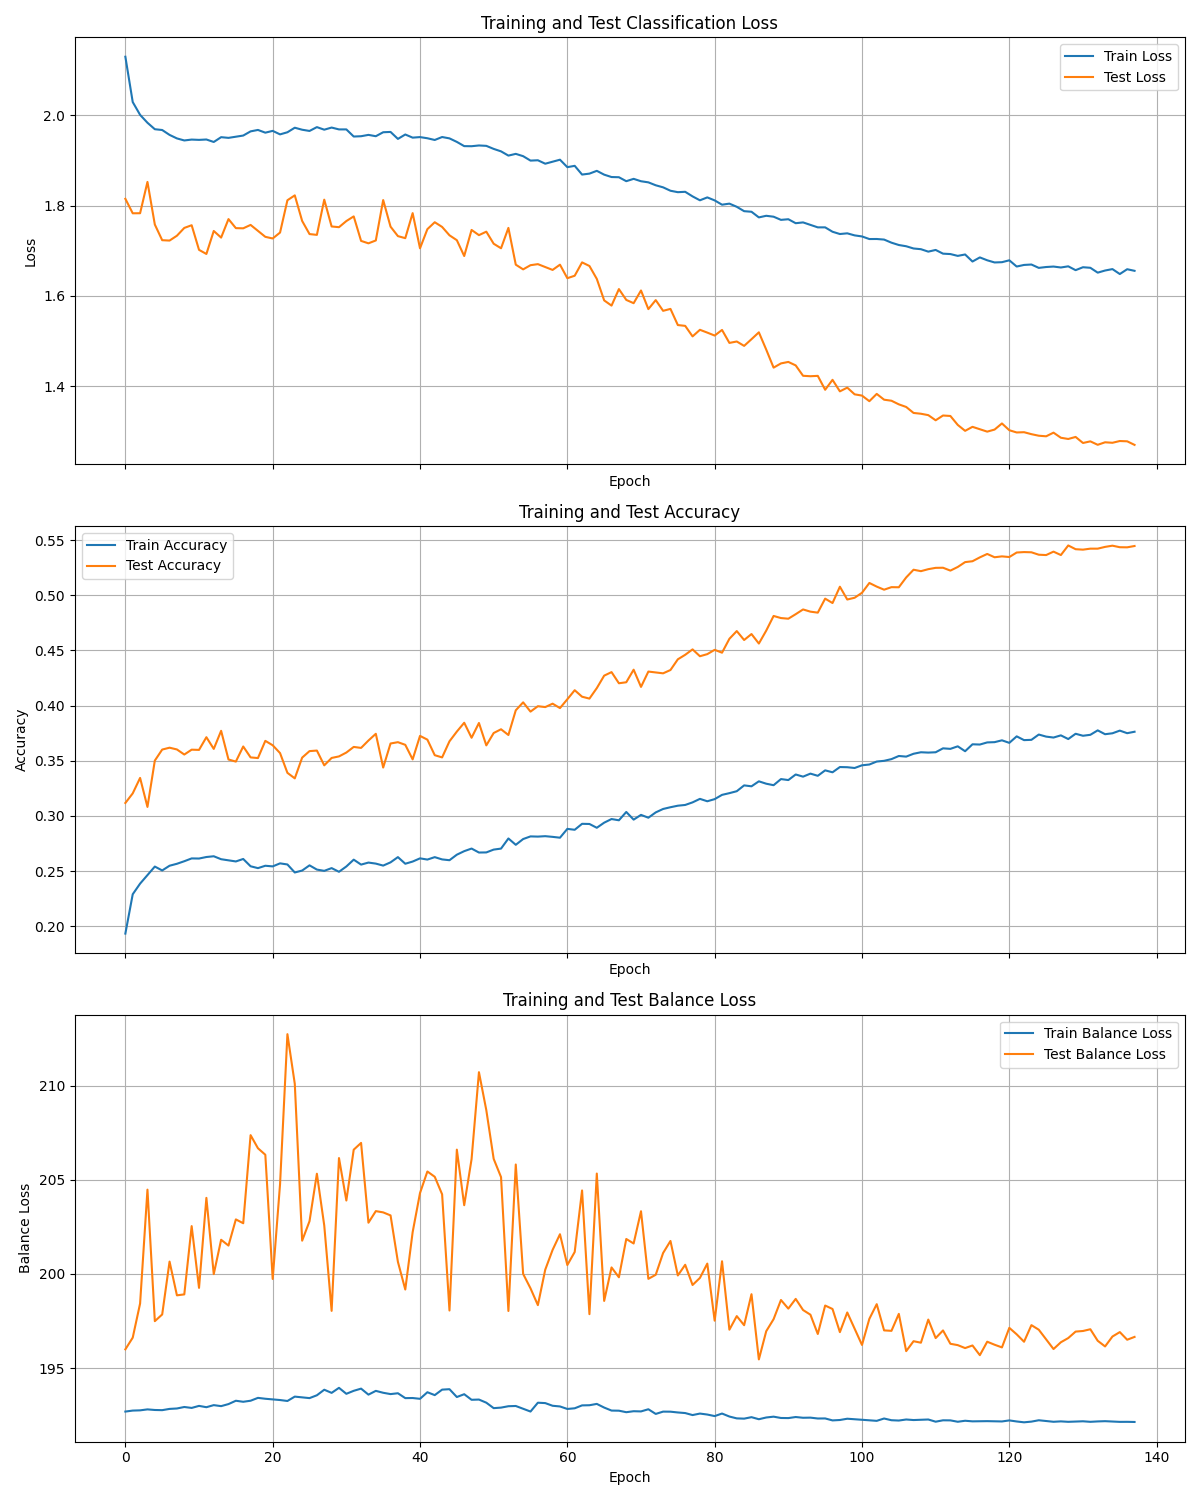 Training and Test Classification Loss
Train Loss
Test Loss
2.0
1.8
1.6
1.4
Loss
Epoch
Training and Test Accuracy
Train Accuracy
Test Accuracy
0.55
0.50
0.45
0.40
0.35
0.30
0.25
0.20
Accuracy
Epoch
Training and Test Balance Loss
Train Balance Loss
Test Balance Loss
210
205
200
195
Balance Loss
0 20 40 60 80 100 120 140
Epoch